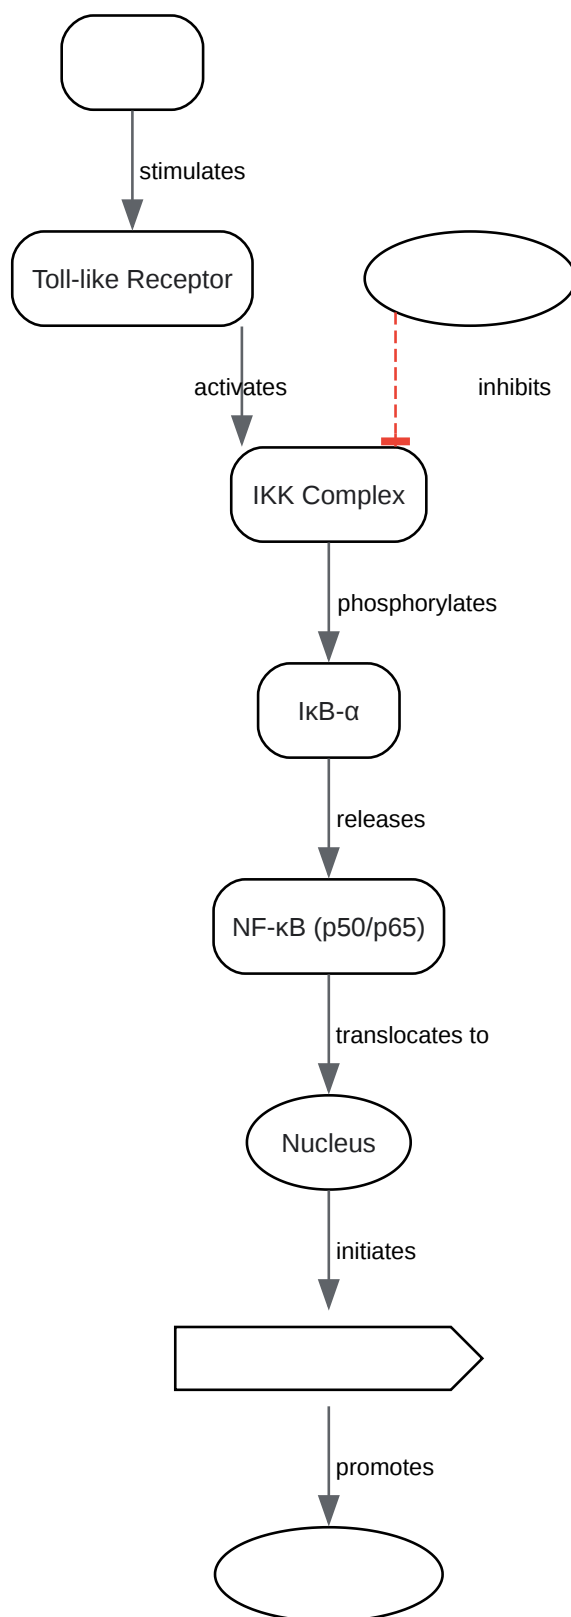 stimulates
Toll-like Receptor
activates
inhibits
IKK Complex
phosphorylates
IκB-α
releases
NF-κB (p50/p65)
translocates to
Nucleus
initiates
promotes